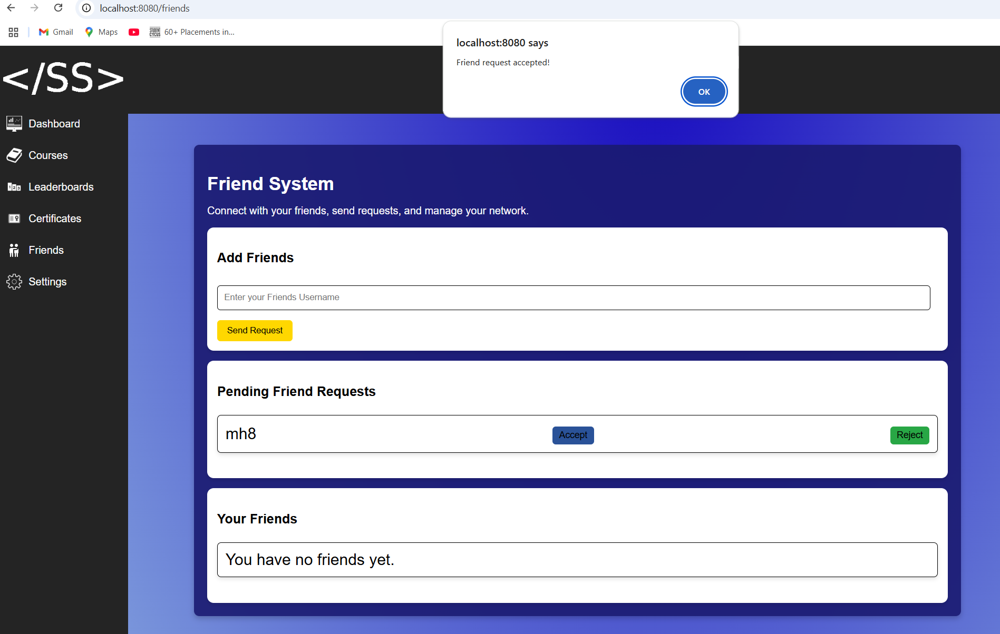 localhost:8080/friends
Gmail
Maps
STUDENT CIRCUS
60+ Placements in...
localhost:8080 says
Friend request accepted!
OK
</SS>
Dashboard
Courses
Leaderboards
Certificates
Friends
Settings
Friend System
Connect with your friends, send requests, and manage your network.
Add Friends
Enter your Friends Username
Send Request
Pending Friend Requests
mh8 Accept Reject
Your Friends
You have no friends yet.